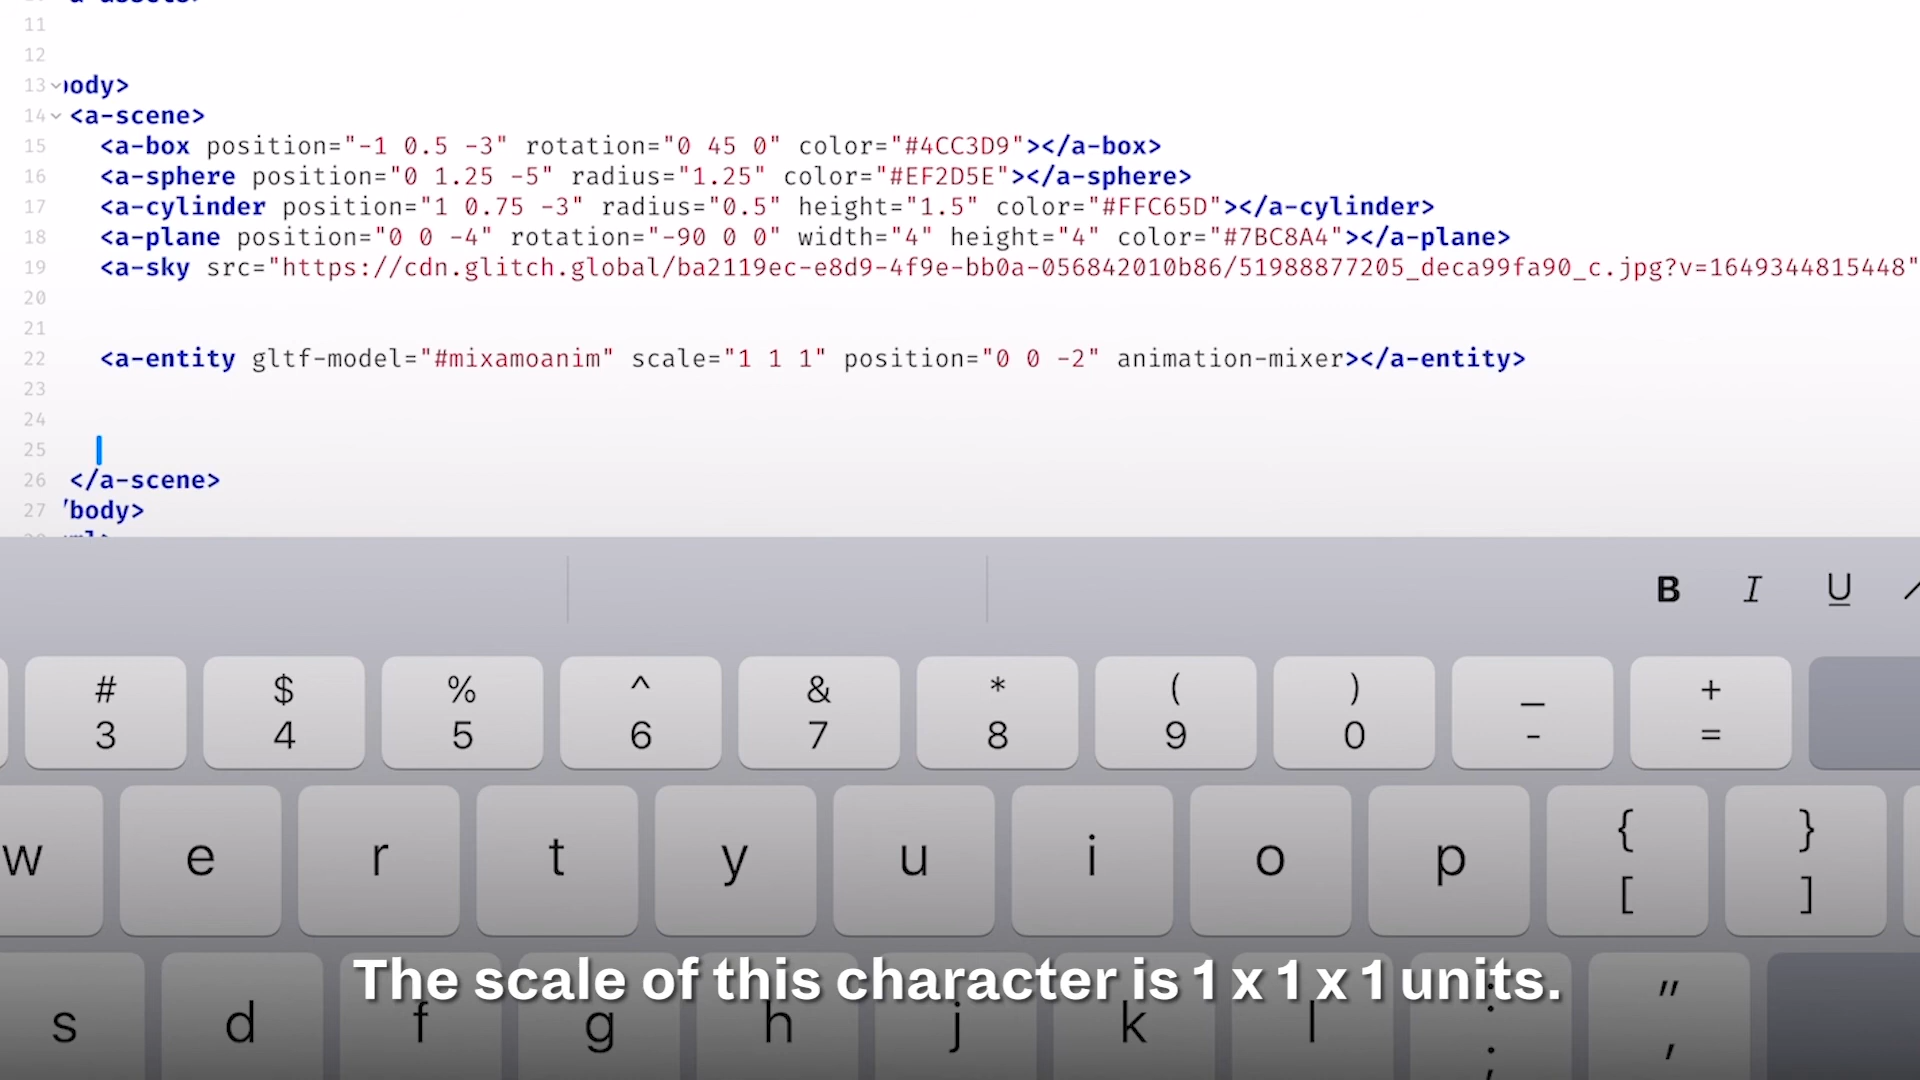 11
12
13 body>
14 <a-scene>
15 <a-box position="-1 0.5 -3" rotation="0 45 0" color="#4CC3D9"></a-box>
16 <a-sphere position="0 1.25 -5" radius="1.25" color="#EF2D5E"></a-sphere>
17 <a-cylinder position="1 0.75 -3" radius="0.5" height="1.5" color="#FFC65D"></a-cylinder>
18 <a-plane position="0 0 -4" rotation="-90 0 0" width="4" height="4" color="#7BC8A4"></a-plane>
19 <a-sky src="https://cdn.glitch.global/ba2119ec-e8d9-4f9e-bb0a-056842010b86/51988877205_deca99fa90_c.jpg?v=1649344815448"
20
21
22 <a-entity gltf-model="#mixamoanim" scale="1 1 1" position="0 0 -2" animation-mixer></a-entity>
23
24
25
26 </a-scene>
27 /body>
B I U
# $ % ^ & * ( ) _ +
3 4 5 6 7 8 9 0 - =
w e r t y u i o p { }
[ ]
The scale of this character is 1 x 1 x 1 units.
s d f g h j k l : "
; '